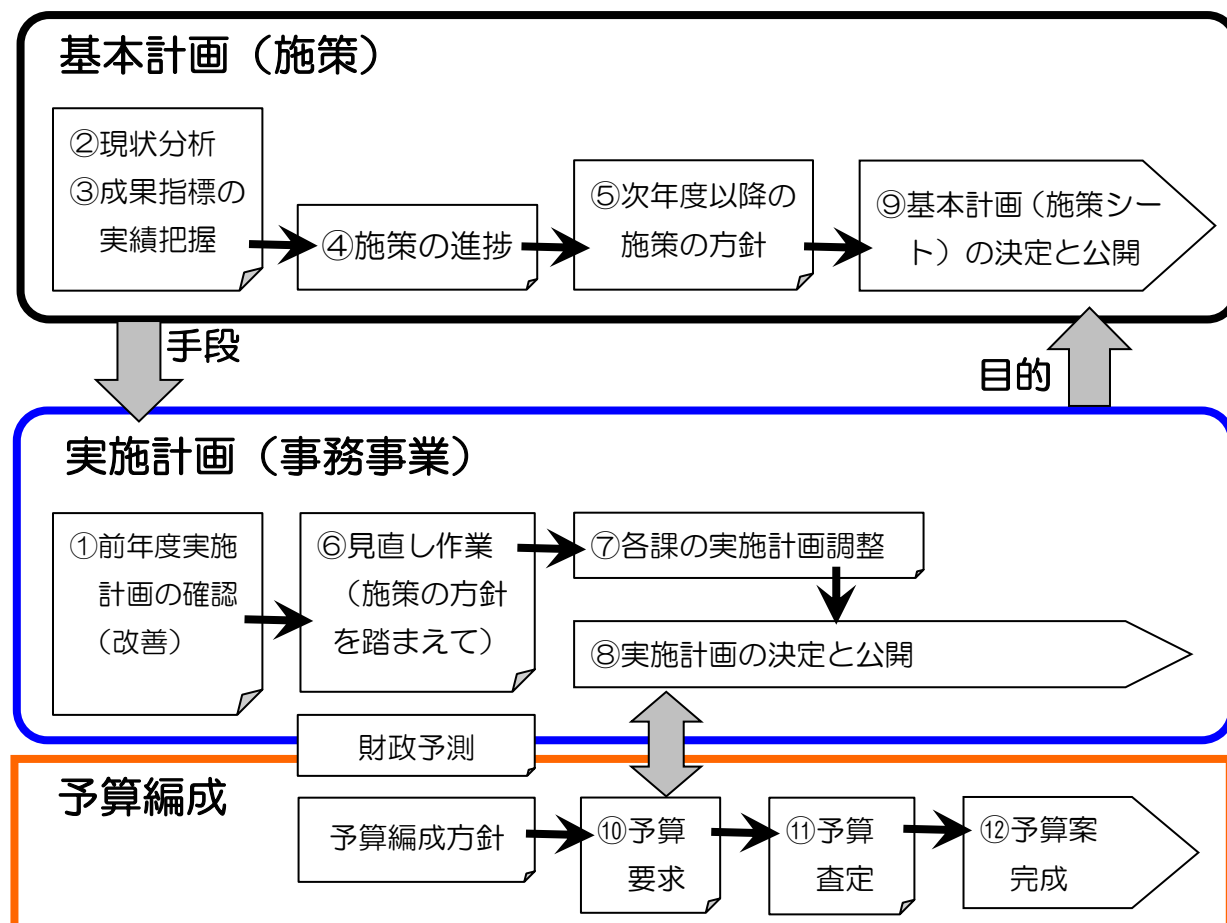 基本計画（施策）
②現状分析
③成果指標の
実績把握
④施策の進捗
⑤次年度以降の
施策の方針
⑨基本計画（施策シー
ト）の決定と公開
手段
目的
実施計画（事務事業）
①前年度実施
計画の確認
（改善）
⑥見直し作業
（施策の方針
を踏まえて）
⑦各課の実施計画調整
⑧実施計画の決定と公開
財政予測
予算編成
予算編成方針
⑩予算
要求
⑪予算
査定
⑫予算案
完成